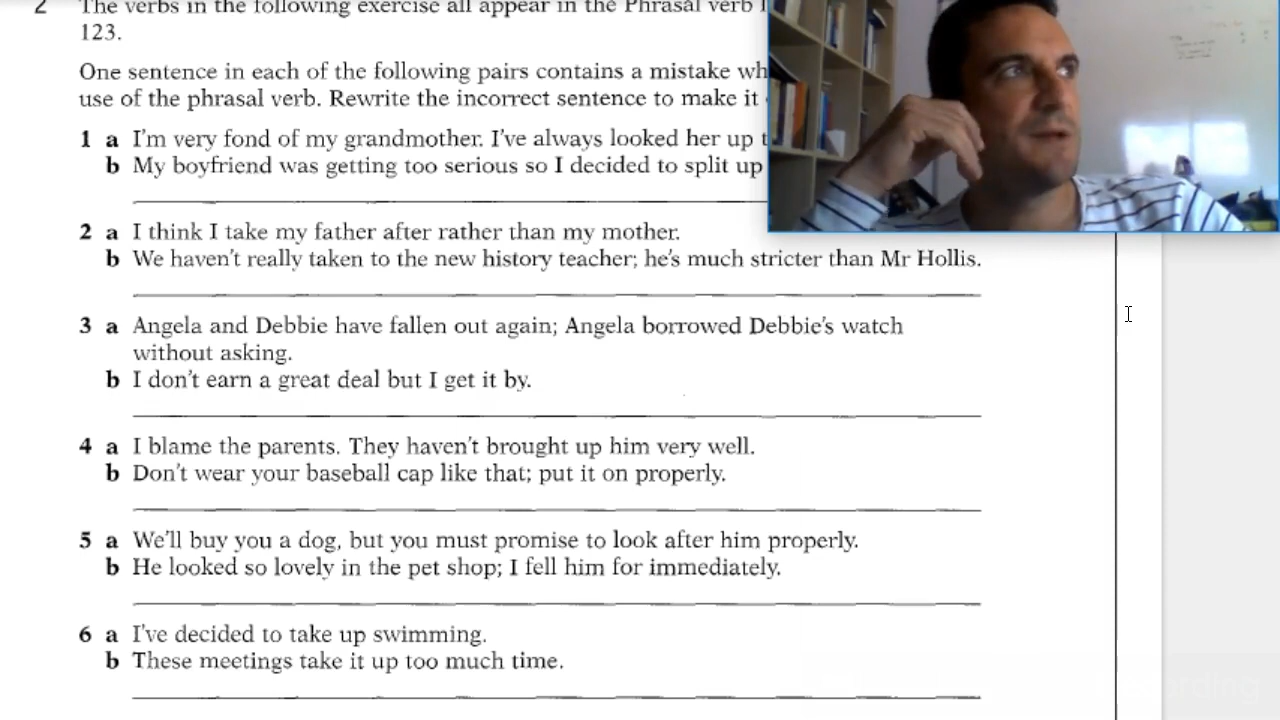 2 The verbs in the following exercise all appear in the Phrasal verb
123.
One sentence in each of the following pairs contains a mistake
use of the phrasal verb. Rewrite the incorrect sentence to make it
1 a I'm very fond of my grandmother. I've always looked her up
b My boyfriend was getting too serious so I decided to split up
2 a I think I take my father after rather than my mother.
b We haven't really taken to the new history teacher; he's much stricter than Mr Hollis.
3 a Angela and Debbie have fallen out again; Angela borrowed Debbie's watch
without asking.
b I don't earn a great deal but I get it by.
4 a I blame the parents. They haven't brought up him very well.
b Don't wear your baseball cap like that; put it on properly.
5 a We'll buy you a dog, but you must promise to look after him properly.
b He looked so lovely in the pet shop; I fell him for immediately.
6 a I've decided to take up swimming.
b These meetings take it up too much time.